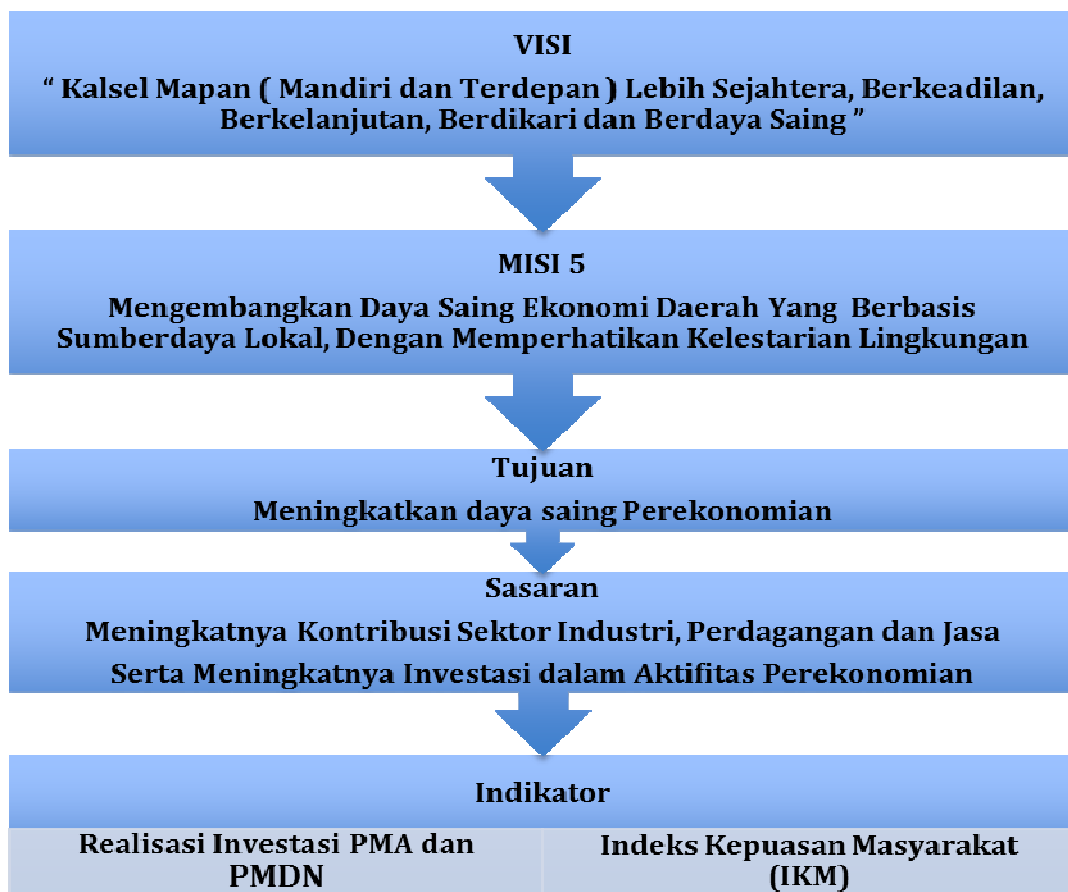 VISI
“ Kalsel Mapan ( Mandiri dan Terdepan ) Lebih Sejahtera, Berkeadilan,
Berkelanjutan, Berdikari dan Berdaya Saing ”
MISI 5
Mengembangkan Daya Saing Ekonomi Daerah Yang Berbasis
Sumberdaya Lokal, Dengan Memperhatikan Kelestarian Lingkungan
Tujuan
Meningkatkan daya saing Perekonomian
Sasaran
Meningkatnya Kontribusi Sektor Industri, Perdagangan dan Jasa
Serta Meningkatnya Investasi dalam Aktifitas Perekonomian
Indikator
Realisasi Investasi PMA dan
PMDN
Indeks Kepuasan Masyarakat
(IKM)